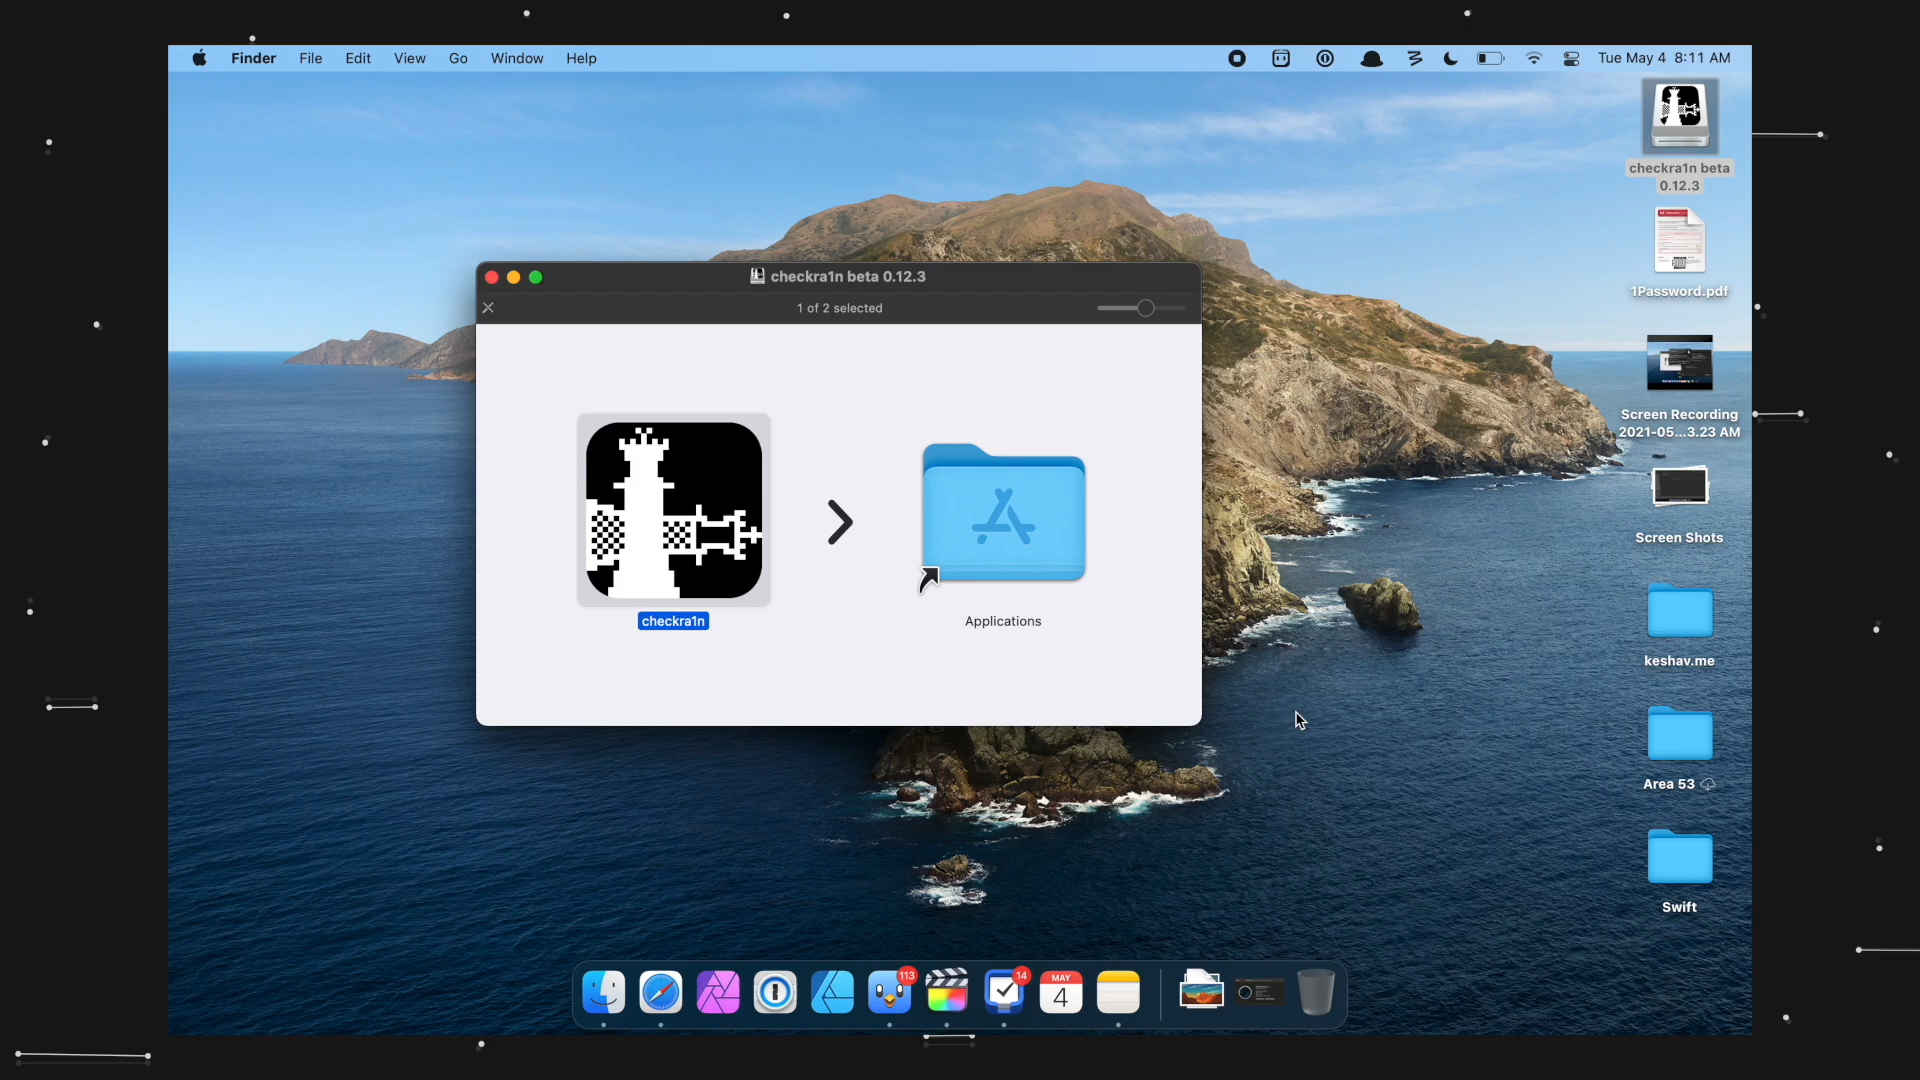 Finder File Edit View Go Window Help Tue May 4 8:11 AM
checkra1n beta
0.12.3
1Password.pdf
Screen Recording
2021-05...3.23 AM
Screen Shots
keshav.me
Area 53
Swift
checkra1n beta 0.12.3
1 of 2 selected
checkra1n
Applications
113
14
MAY
4